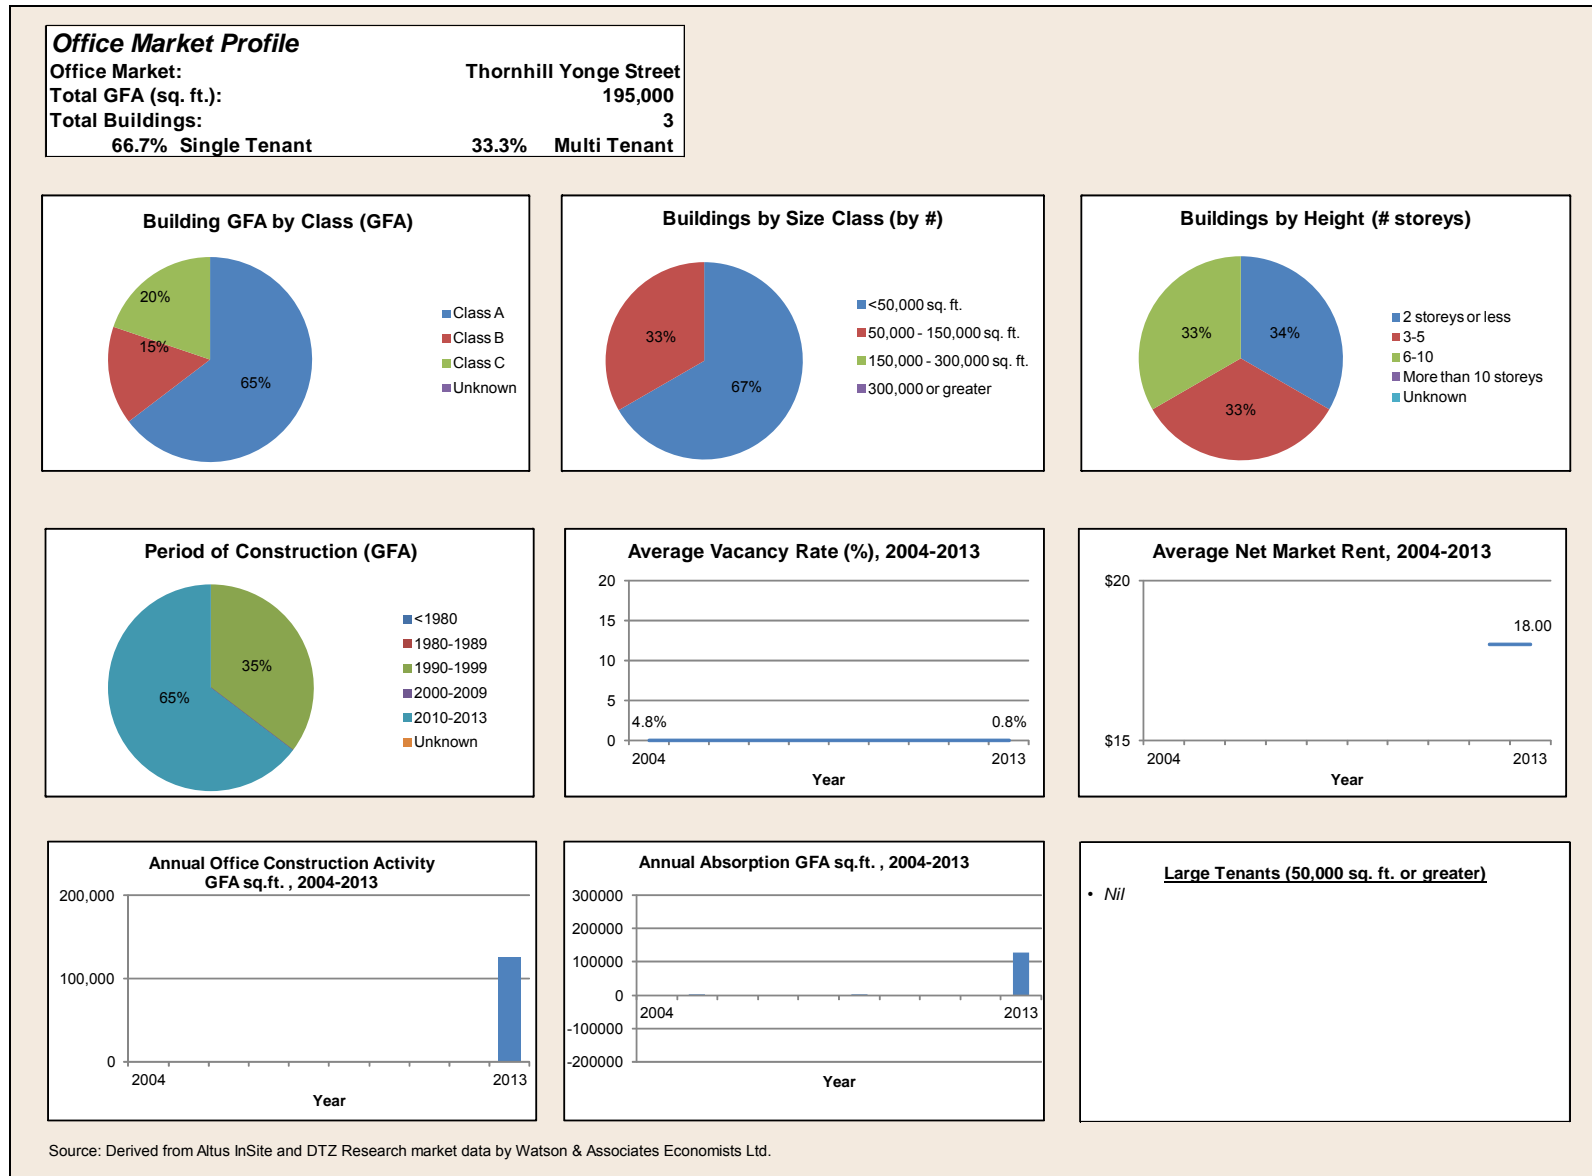 Office Market Profile
Office Market: Thornhill Yonge Street
Total GFA (sq. ft.): 195,000
Total Buildings: 3
66.7% Single Tenant 33.3% Multi Tenant
Building GFA by Class (GFA)
20%
15%
65%
Class A
Class B
Class C
Unknown
Buildings by Size Class (by #)
33%
67%
<50,000 sq. ft.
50,000 - 150,000 sq. ft.
150,000 - 300,000 sq. ft.
300,000 or greater
Buildings by Height (# storeys)
33%
34%
33%
2 storeys or less
3-5
6-10
More than 10 storeys
Unknown
Period of Construction (GFA)
35%
65%
<1980
1980-1989
1990-1999
2000-2009
2010-2013
Unknown
Average Vacancy Rate (%), 2004-2013
20
15
10
5
0
4.8%
0.8%
2004 2013
Year
Average Net Market Rent, 2004-2013
$20
18.00
$15
2004 2013
Year
Annual Office Construction Activity
GFA sq.ft. , 2004-2013
200,000
100,000
0
2004 2013
Year
Annual Absorption GFA sq.ft. , 2004-2013
300000
200000
100000
0
2004 2013
-100000
-200000
Year
Large Tenants (50,000 sq. ft. or greater)
• Nil
Source: Derived from Altus InSite and DTZ Research market data by Watson & Associates Economists Ltd.